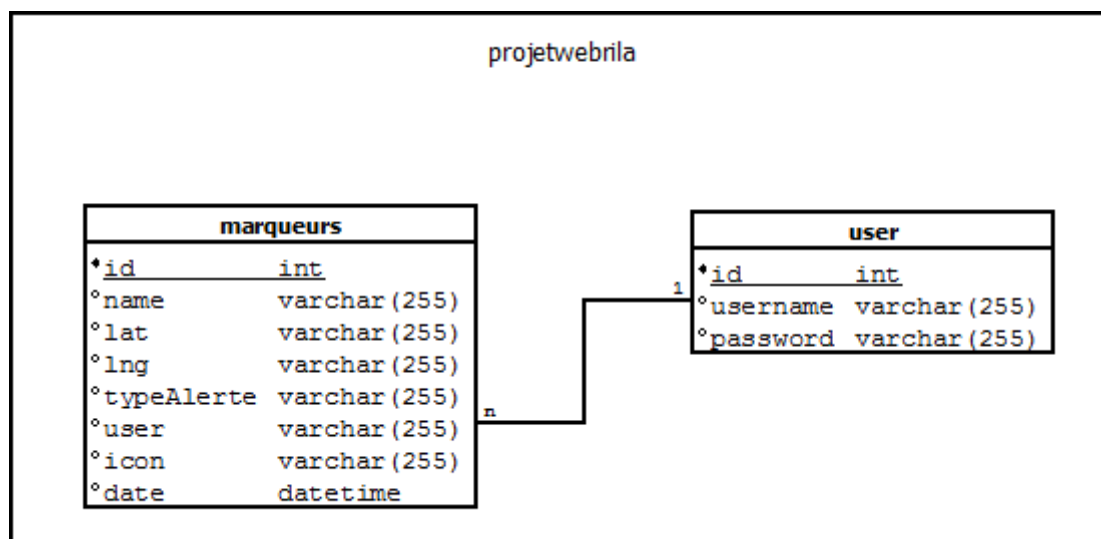 projetwebrila
marqueurs
id int
name varchar(255)
lat varchar(255)
lng varchar(255)
typeAlerte varchar(255)
user varchar(255)
icon varchar(255)
date datetime
n
1
user
id int
username varchar(255)
password varchar(255)